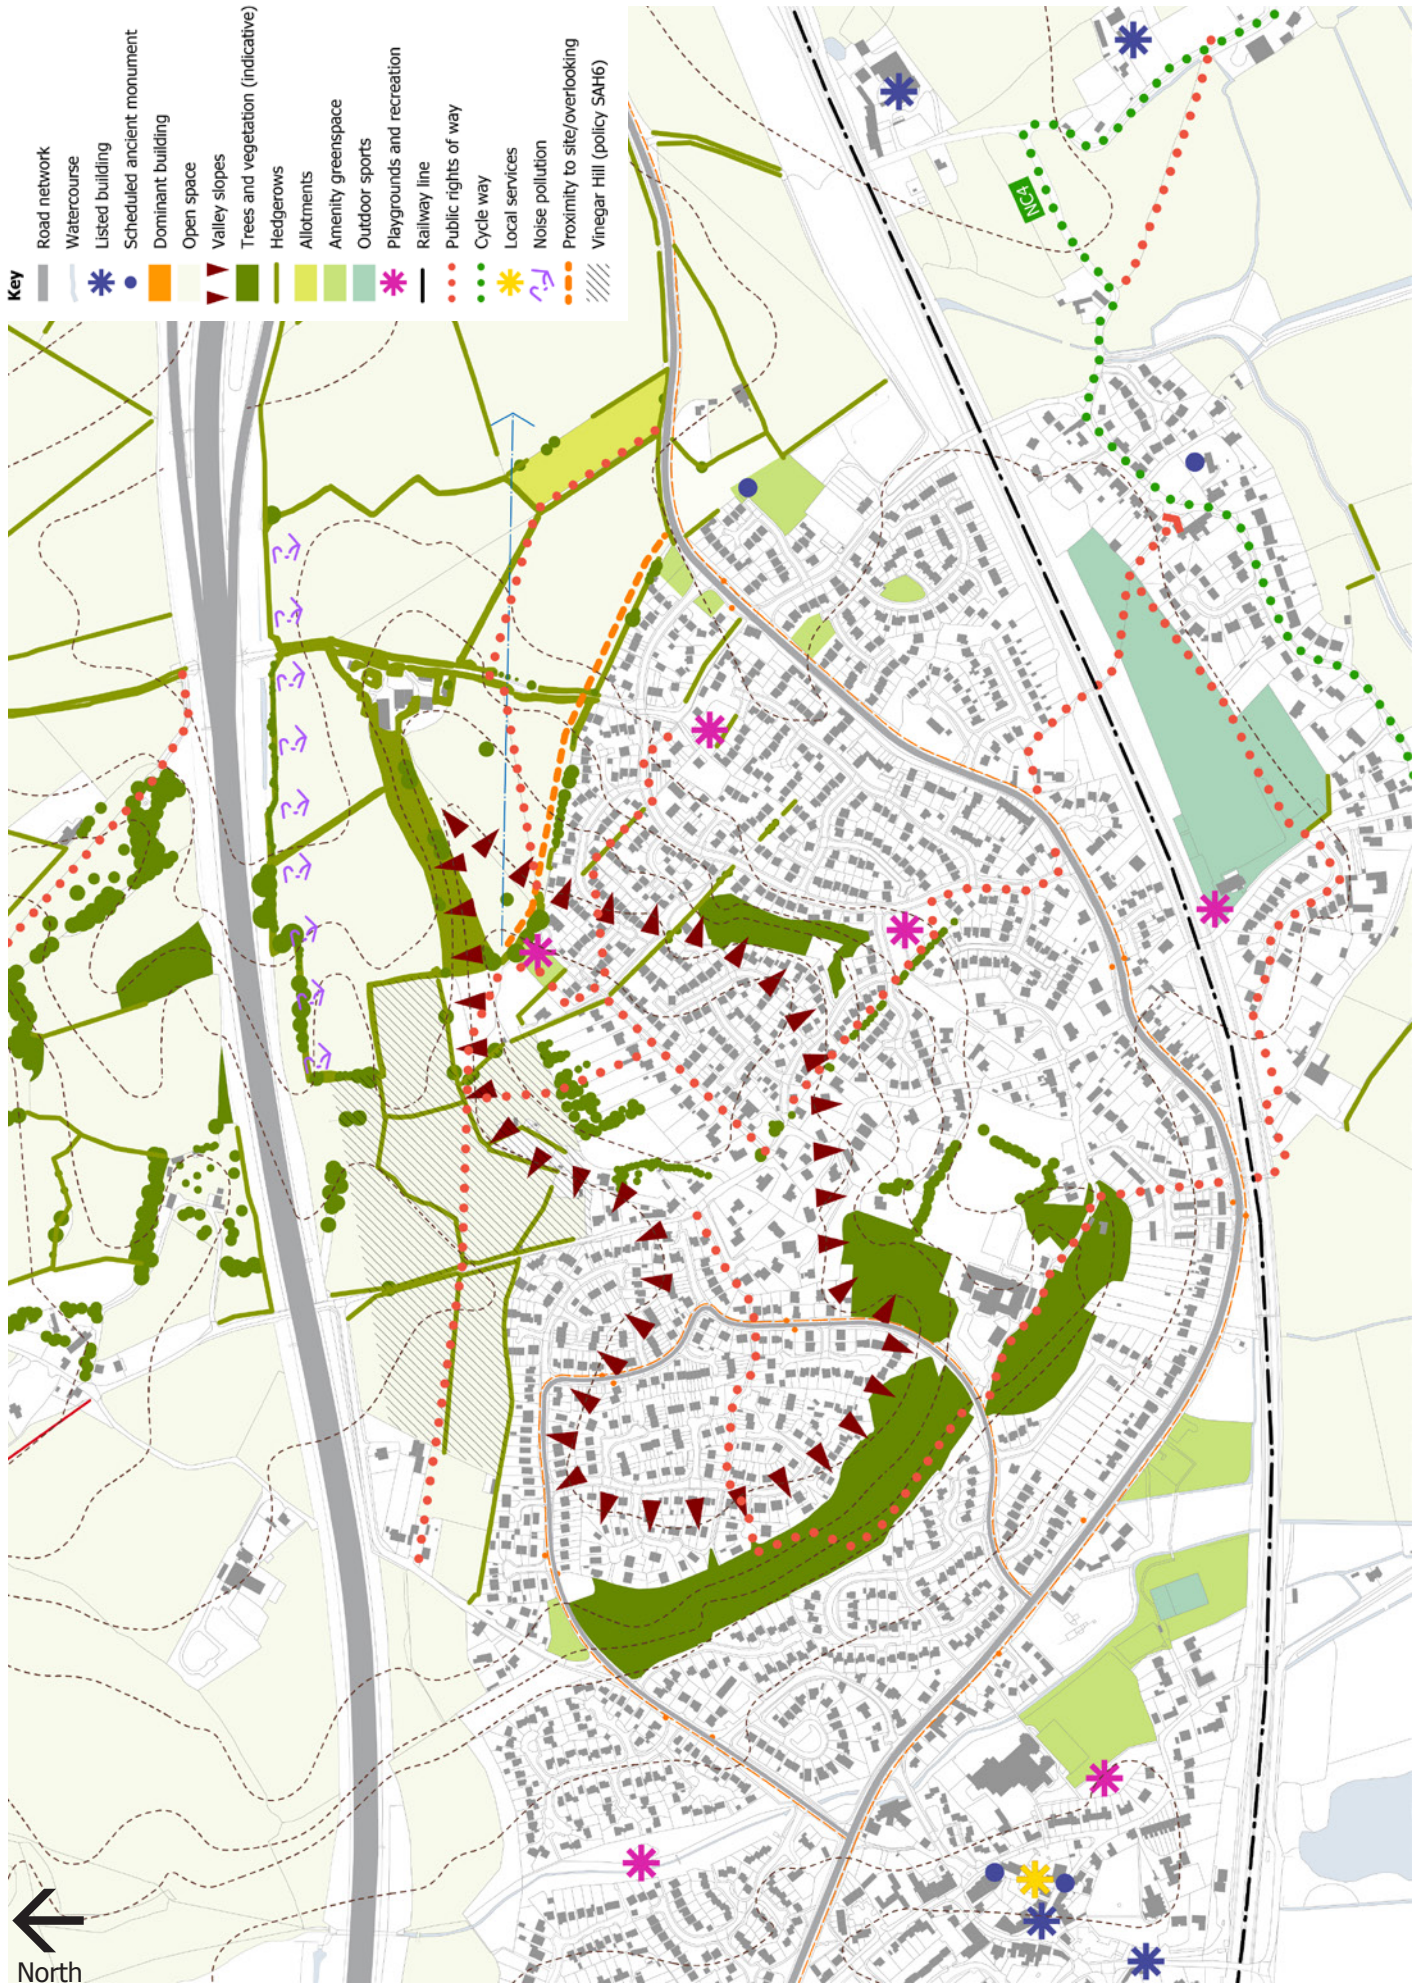 Key
Road network
Watercourse
Listed building
Scheduled ancient monument
Dominant building
Open space
Valley slopes
Trees and vegetation (indicative)
Hedgerows
Allotments
Amenity greenspace
Outdoor sports
Playgrounds and recreation
Railway line
Public rights of way
Cycle way
Local services
Noise pollution
Proximity to site/overlooking
Vinegar Hill (policy SAH6)
NC4
North